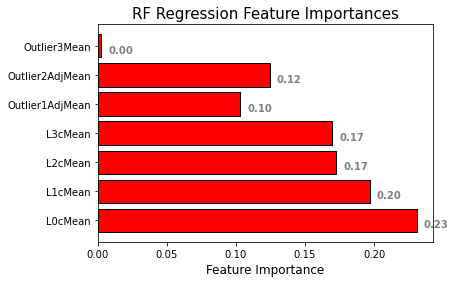 RF Regression Feature Importances
Outlier3Mean
0.00
Outlier2AdjMean
0.12
Outlier1AdjMean
0.10
L3cMean
0.17
L2cMean
0.17
L1cMean
0.20
L0cMean
0.23
0.00 0.05 0.10 0.15 0.20
Feature Importance